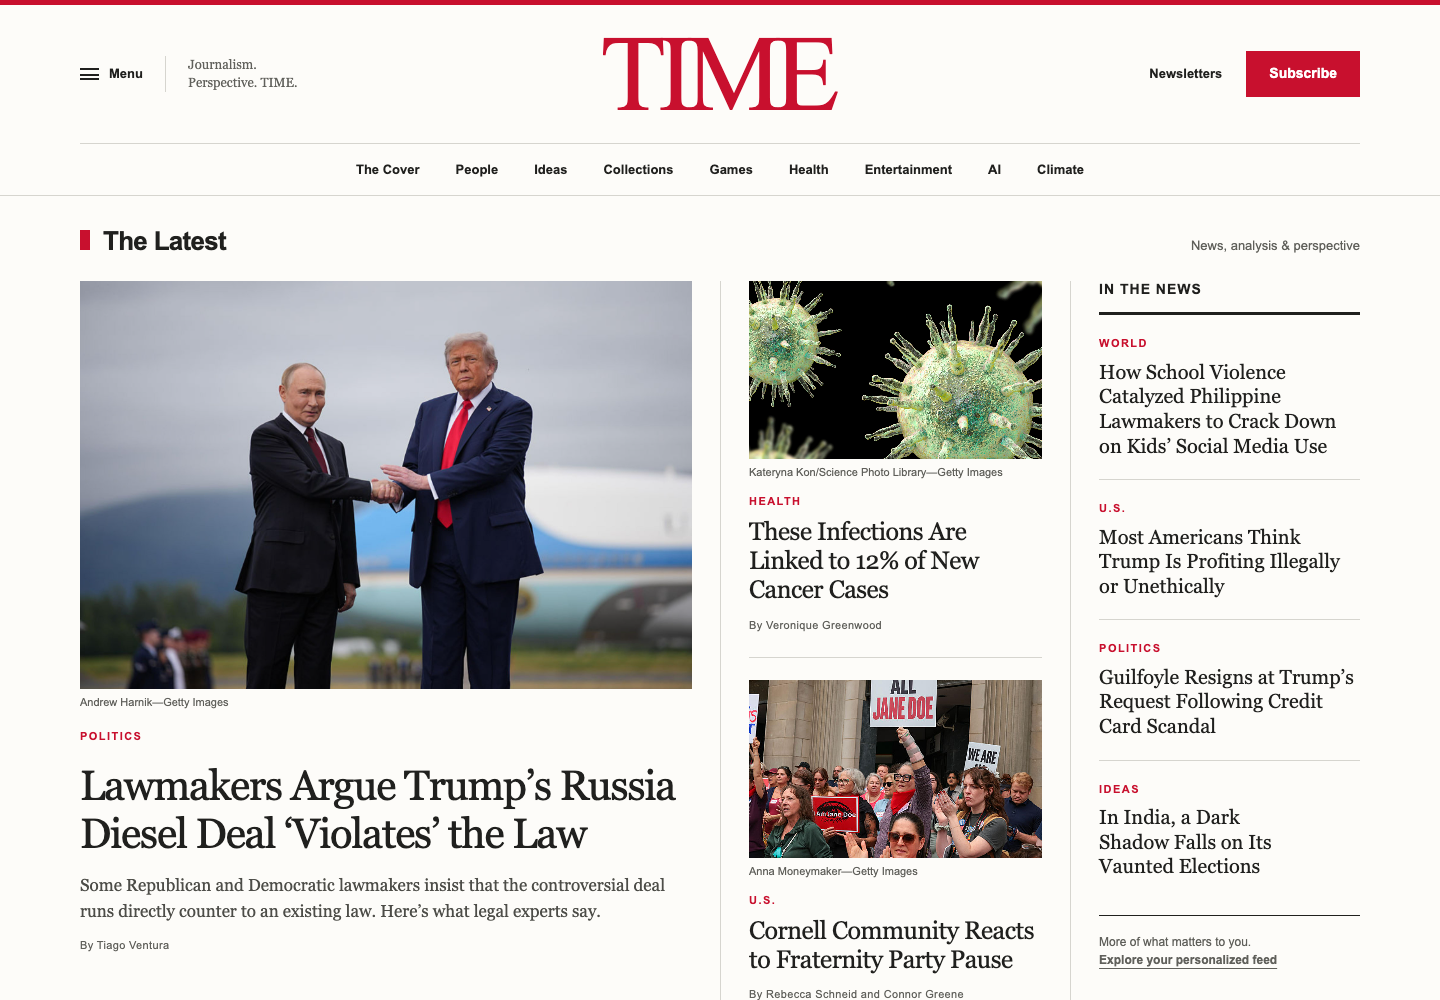 Menu
Journalism.
Perspective. TIME.
TIME
Newsletters
Subscribe
The Cover
People
Ideas
Collections
Games
Health
Entertainment
AI
Climate
The Latest
News, analysis & perspective
Andrew Harnik—Getty Images
POLITICS
Lawmakers Argue Trump’s Russia
Diesel Deal ‘Violates’ the Law
Some Republican and Democratic lawmakers insist that the controversial deal
runs directly counter to an existing law. Here’s what legal experts say.
By Tiago Ventura
Kateryna Kon/Science Photo Library—Getty Images
HEALTH
These Infections Are
Linked to 12% of New
Cancer Cases
By Veronique Greenwood
ALL
JANE DOE
WE ARE
Adriane Doe
Anna Moneymaker—Getty Images
U.S.
Cornell Community Reacts
to Fraternity Party Pause
By Rebecca Schneid and Connor Greene
IN THE NEWS
WORLD
How School Violence
Catalyzed Philippine
Lawmakers to Crack Down
on Kids’ Social Media Use
U.S.
Most Americans Think
Trump Is Profiting Illegally
or Unethically
POLITICS
Guilfoyle Resigns at Trump’s
Request Following Credit
Card Scandal
IDEAS
In India, a Dark
Shadow Falls on Its
Vaunted Elections
More of what matters to you.
Explore your personalized feed